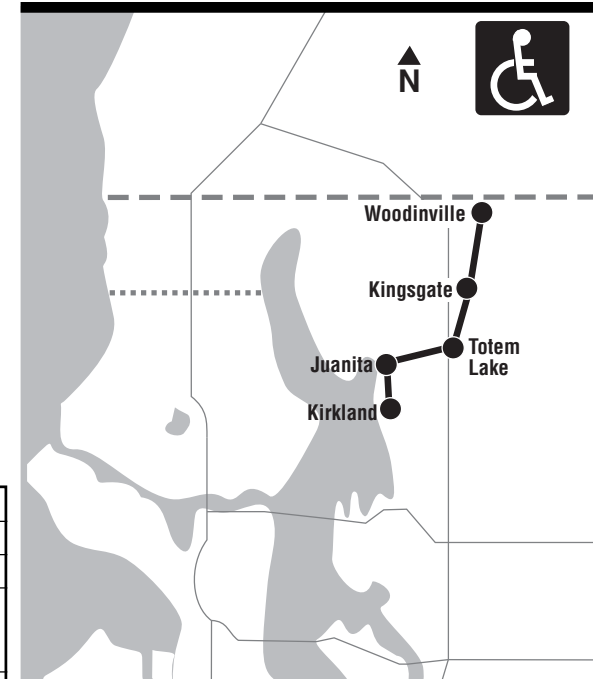 N
Woodinville
Kingsgate
Totem
Lake
Juanita
Kirkland